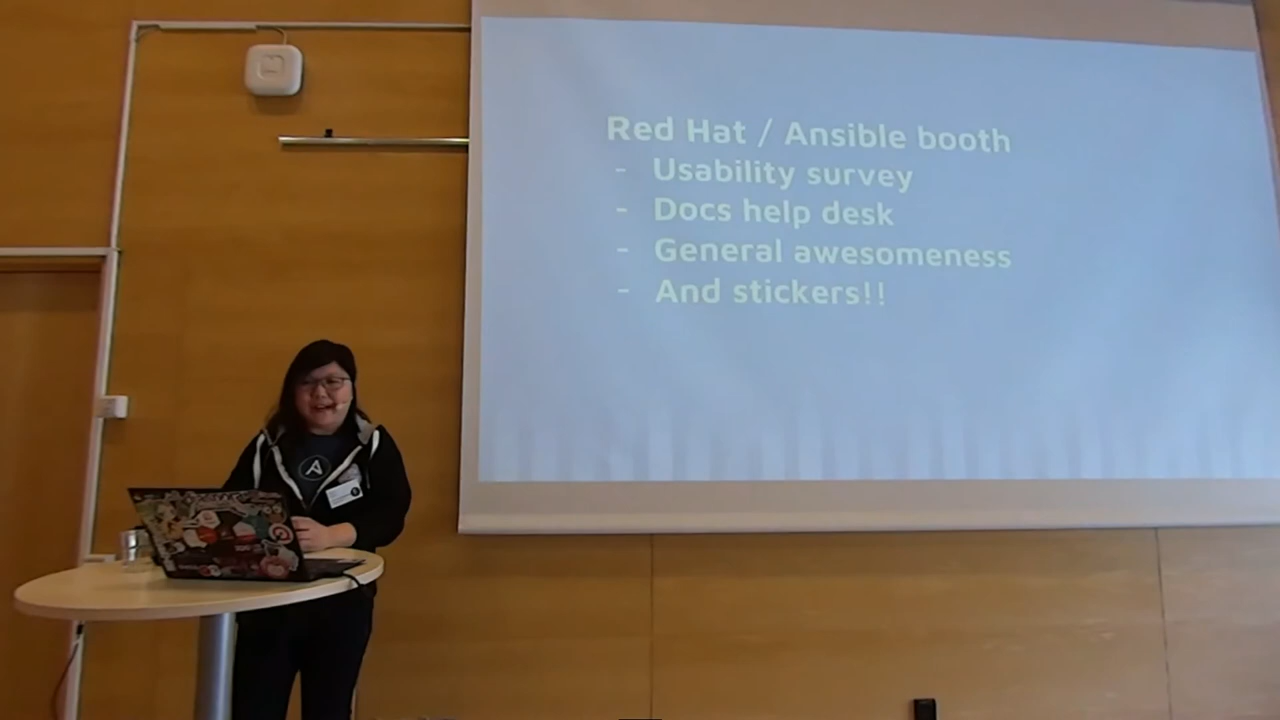 Red Hat / Ansible booth
- Usability survey
- Docs help desk
- General awesomeness
- And stickers!!
A